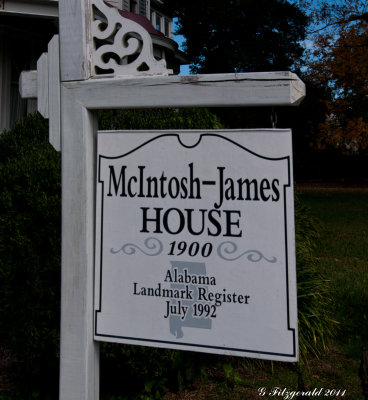 McIntosh–James
HOUSE
1900
Alabama
Landmark Register
July 1992
G Fitzgerald 2011